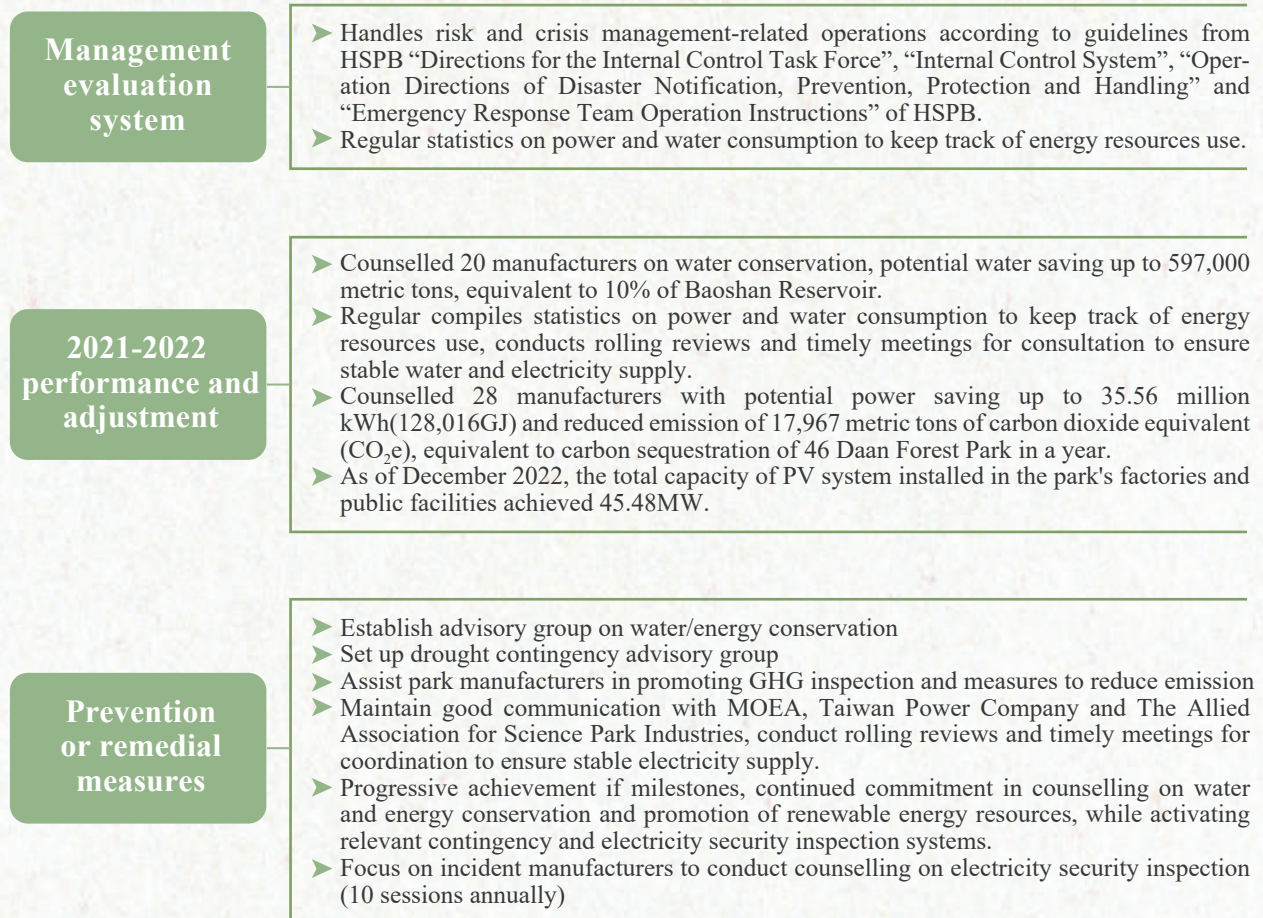 Management
evaluation
system
➤ Handles risk and crisis management-related operations according to guidelines from
HSPB “Directions for the Internal Control Task Force”, “Internal Control System”, “Oper-
ation Directions of Disaster Notification, Prevention, Protection and Handling” and
“Emergency Response Team Operation Instructions” of HSPB.
➤ Regular statistics on power and water consumption to keep track of energy resources use.
2021-2022
performance and
adjustment
➤ Counselled 20 manufacturers on water conservation, potential water saving up to 597,000
metric tons, equivalent to 10% of Baoshan Reservoir.
➤ Regular compiles statistics on power and water consumption to keep track of energy
resources use, conducts rolling reviews and timely meetings for consultation to ensure
stable water and electricity supply.
➤ Counselled 28 manufacturers with potential power saving up to 35.56 million
kWh(128,016GJ) and reduced emission of 17,967 metric tons of carbon dioxide equivalent
(CO₂e), equivalent to carbon sequestration of 46 Daan Forest Park in a year.
➤ As of December 2022, the total capacity of PV system installed in the park's factories and
public facilities achieved 45.48MW.
Prevention
or remedial
measures
➤ Establish advisory group on water/energy conservation
➤ Set up drought contingency advisory group
➤ Assist park manufacturers in promoting GHG inspection and measures to reduce emission
➤ Maintain good communication with MOEA, Taiwan Power Company and The Allied
Association for Science Park Industries, conduct rolling reviews and timely meetings for
coordination to ensure stable electricity supply.
➤ Progressive achievement if milestones, continued commitment in counselling on water
and energy conservation and promotion of renewable energy resources, while activating
relevant contingency and electricity security inspection systems.
➤ Focus on incident manufacturers to conduct counselling on electricity security inspection
(10 sessions annually)